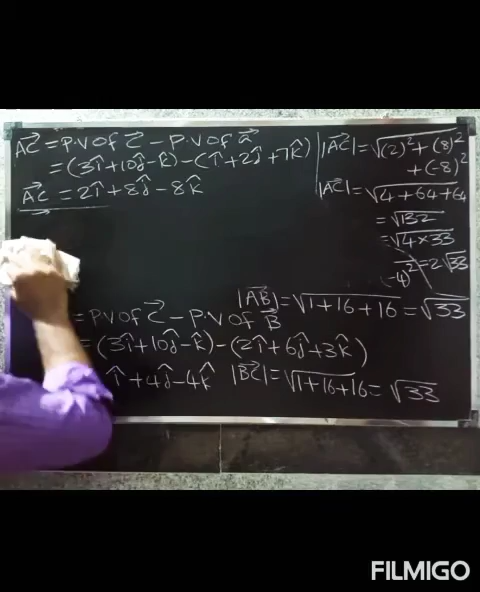 AC⃗ = P.V of C⃗ − P.V of a⃗
= (3î+10ĵ−k̂) − (î+2ĵ+7k̂)
AC⃗ = 2î+8ĵ−8k̂
|AC⃗| = √(2)²+(8)²
+(-8)²
|AC⃗| = √4+64+64
= √132
= √4×33
= 2√33
(-4)²
|AB⃗| = √1+16+16 = √33
= P.V of C⃗ − P.V of B⃗
= (3î+10ĵ−k̂) − (2î+6ĵ+3k̂)
î+4ĵ−4k̂ |BC⃗| = √1+16+16 = √33
FILMIGO